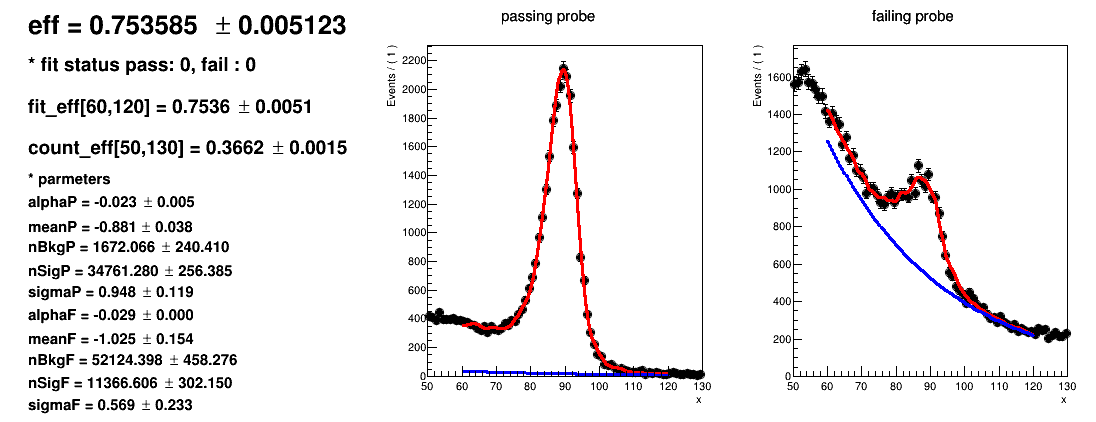 eff = 0.753585 ± 0.005123
* fit status pass: 0, fail : 0
fit_eff[60,120] = 0.7536 ± 0.0051
count_eff[50,130] = 0.3662 ± 0.0015
* parmeters
alphaP = -0.023 ± 0.005
meanP = -0.881 ± 0.038
nBkgP = 1672.066 ± 240.410
nSigP = 34761.280 ± 256.385
sigmaP = 0.948 ± 0.119
alphaF = -0.029 ± 0.000
meanF = -1.025 ± 0.154
nBkgF = 52124.398 ± 458.276
nSigF = 11366.606 ± 302.150
sigmaF = 0.569 ± 0.233
passing probe
Events / ( 1 )
2200
2000
1800
1600
1400
1200
1000
800
600
400
200
0
50 60 70 80 90 100 110 120 130
x
failing probe
Events / ( 1 )
1600
1400
1200
1000
800
600
400
200
0
50 60 70 80 90 100 110 120 130
x